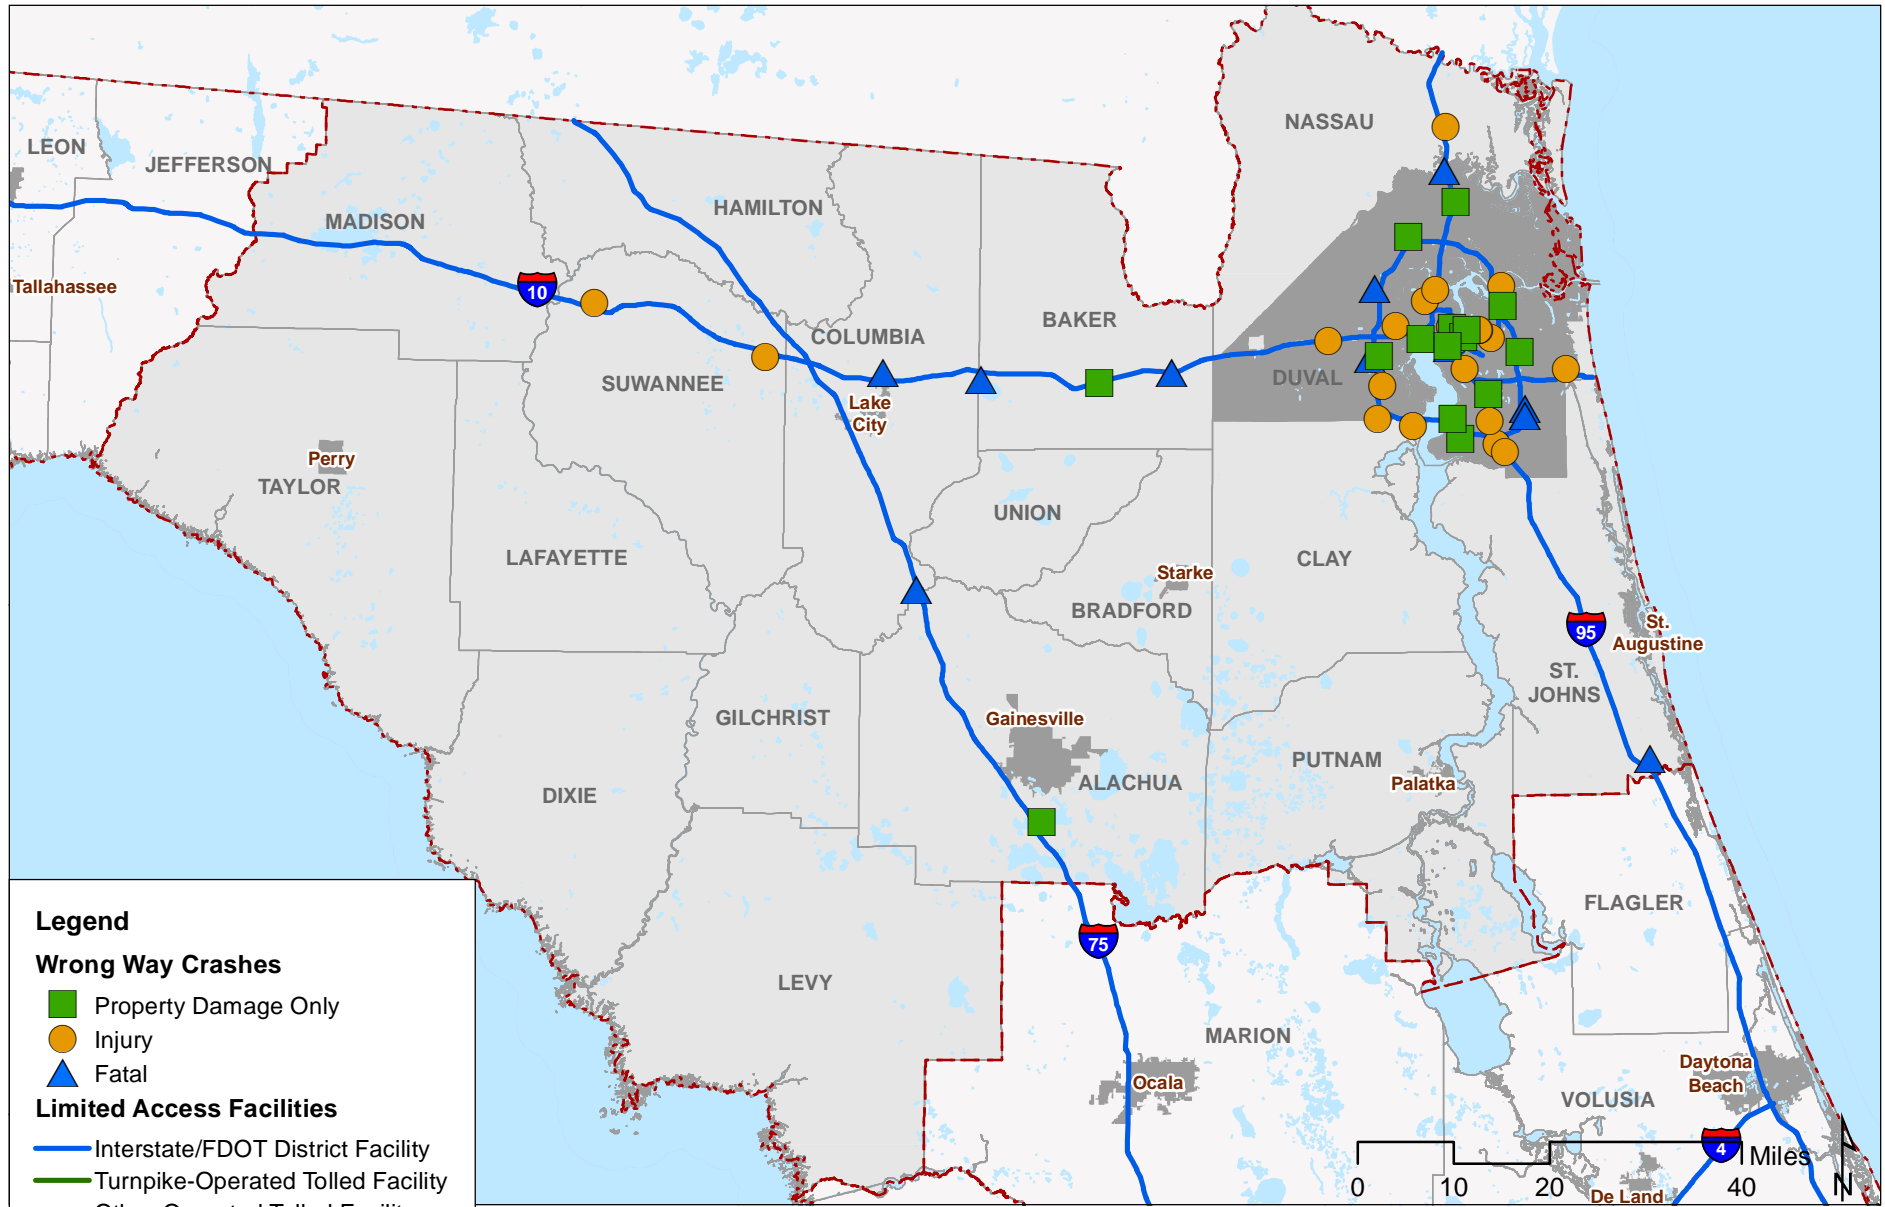 NASSAU
LEON
JEFFERSON
HAMILTON
MADISON
Tallahassee
10
COLUMBIA
BAKER
SUWANNEE
DUVAL
Lake
City
Perry
TAYLOR
UNION
LAFAYETTE
CLAY
Starke
BRADFORD
95
St.
Augustine
ST.
JOHNS
GILCHRIST
Gainesville
PUTNAM
ALACHUA
Palatka
DIXIE
FLAGLER
75
LEVY
MARION
Ocala
Daytona
Beach
VOLUSIA
4
Miles
0 10 20 40
N
De Land
Legend
Wrong Way Crashes
Property Damage Only
Injury
Fatal
Limited Access Facilities
Interstate/FDOT District Facility
Turnpike-Operated Tolled Facility